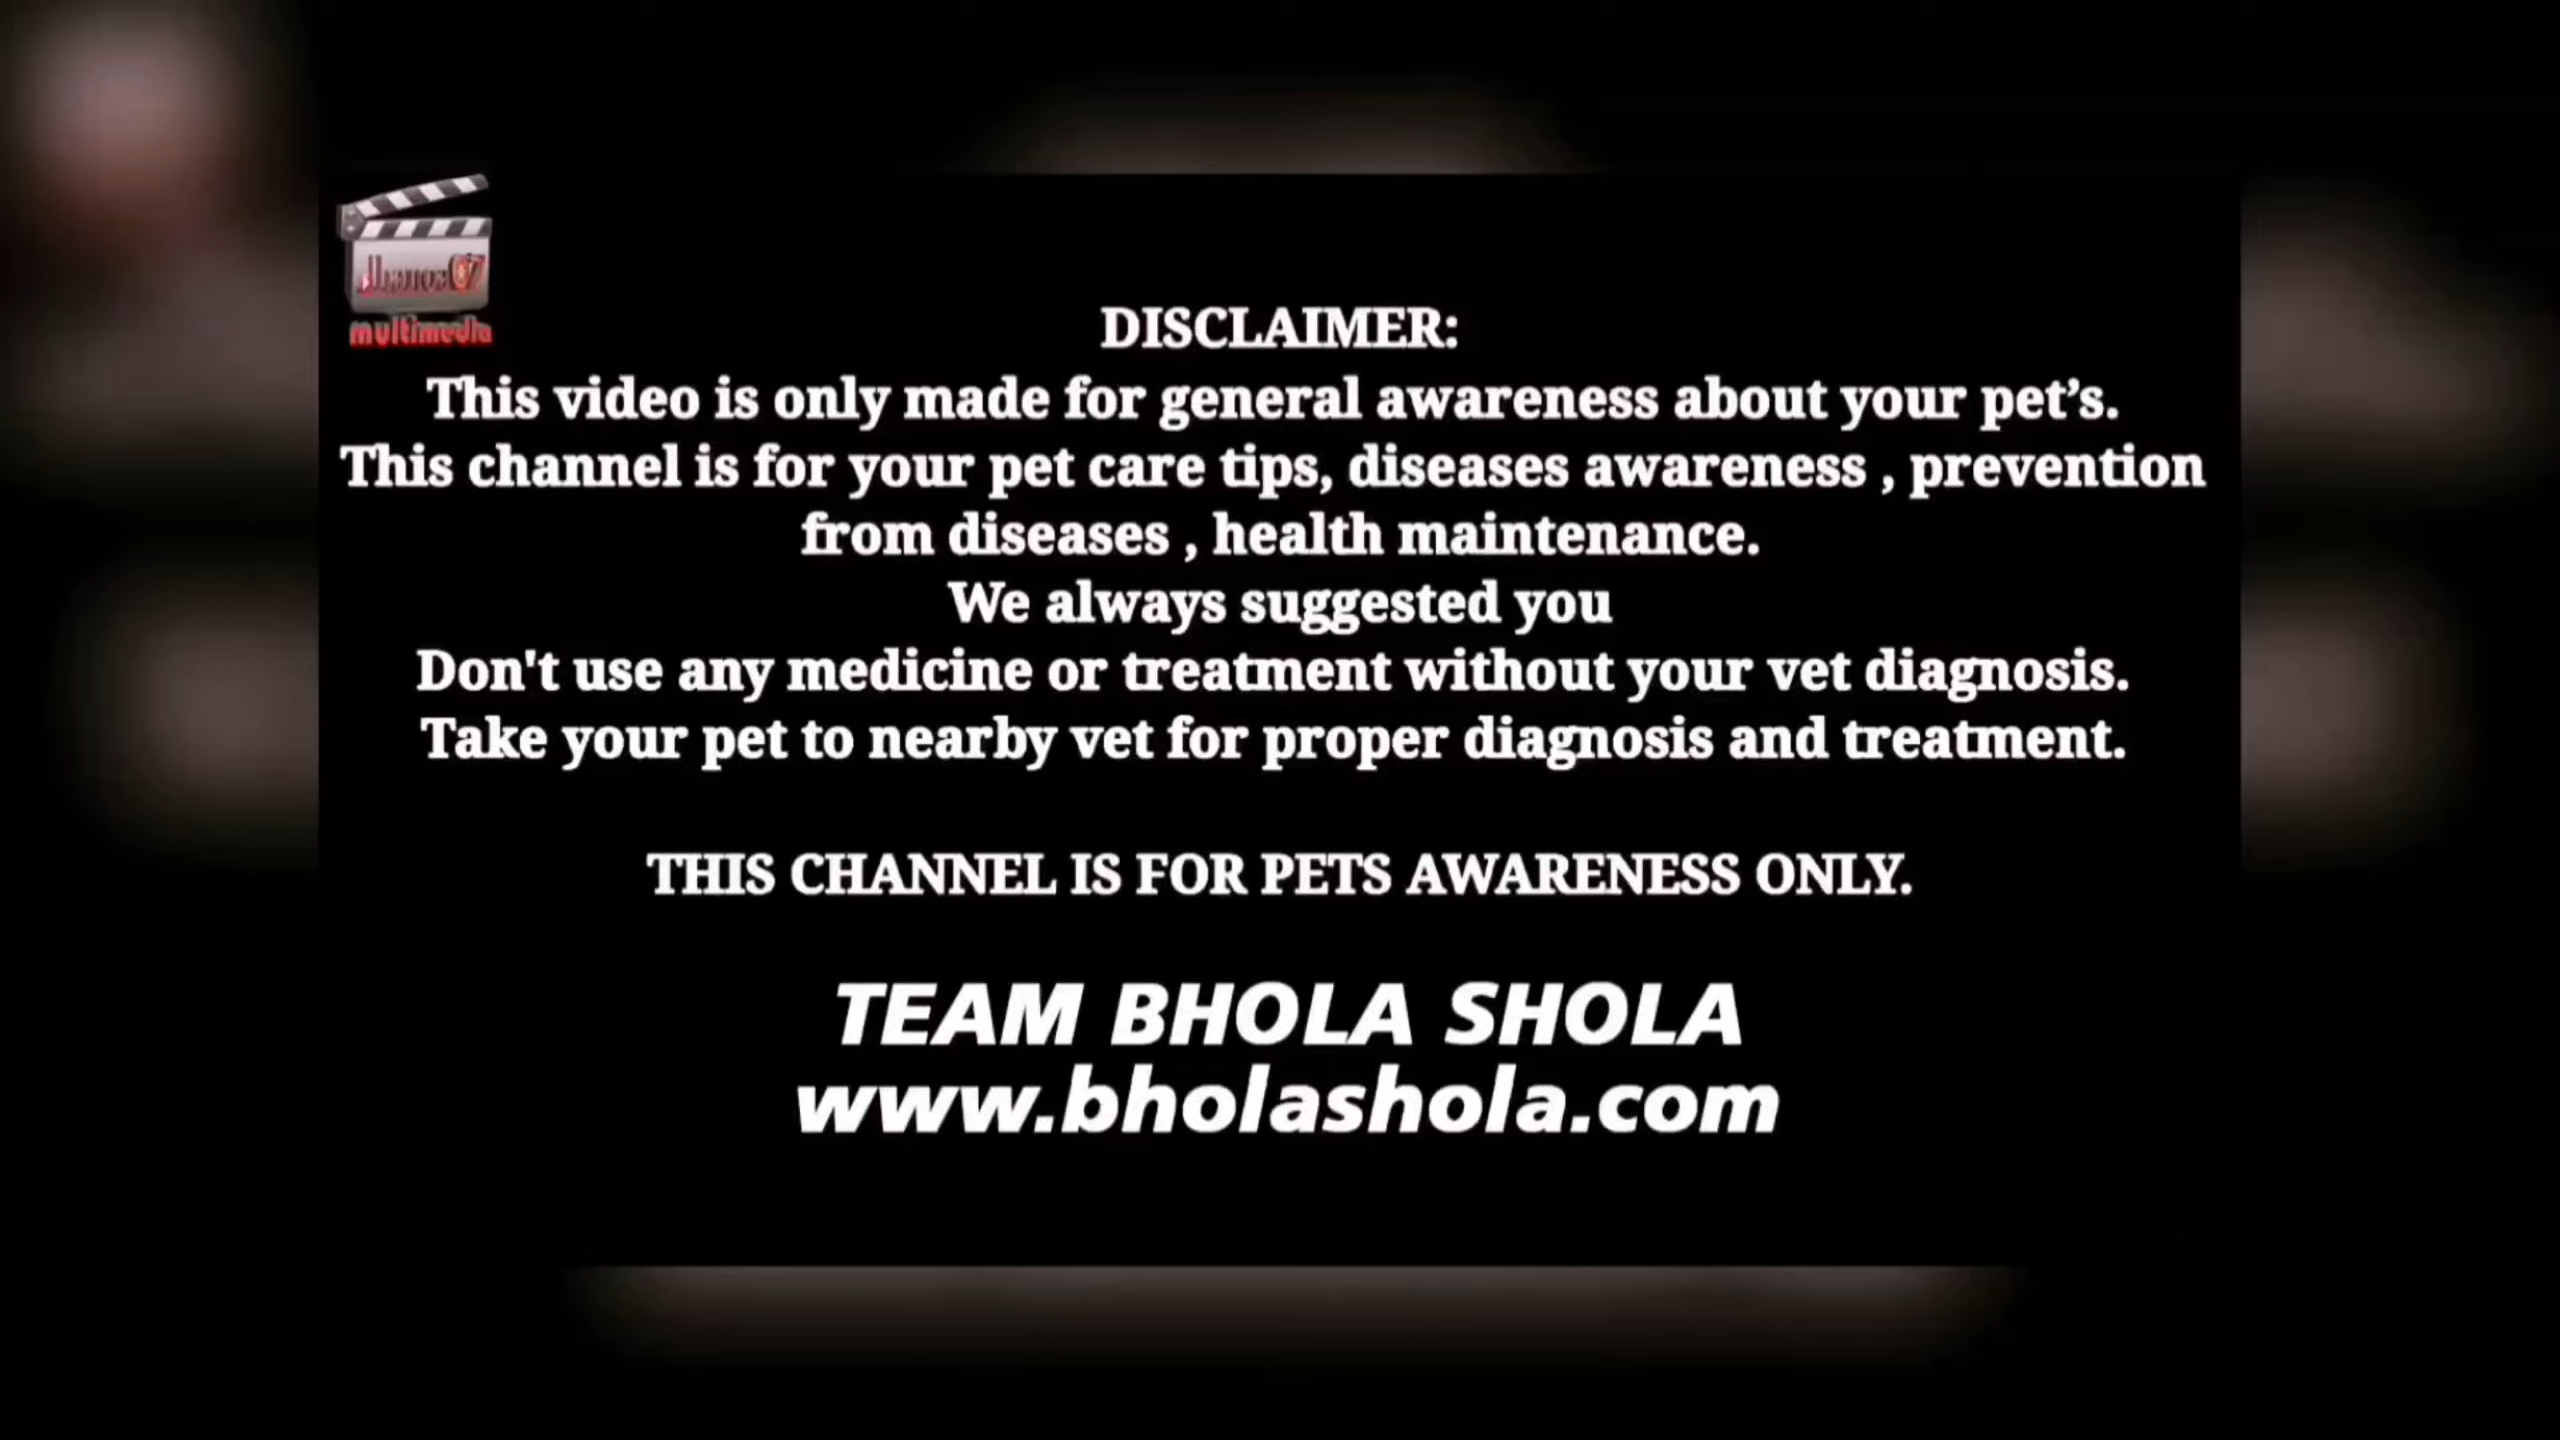 multimedia
DISCLAIMER:
This video is only made for general awareness about your pet’s.
This channel is for your pet care tips, diseases awareness , prevention
from diseases , health maintenance.
We always suggested you
Don't use any medicine or treatment without your vet diagnosis.
Take your pet to nearby vet for proper diagnosis and treatment.
THIS CHANNEL IS FOR PETS AWARENESS ONLY.
TEAM BHOLA SHOLA
www.bholashola.com